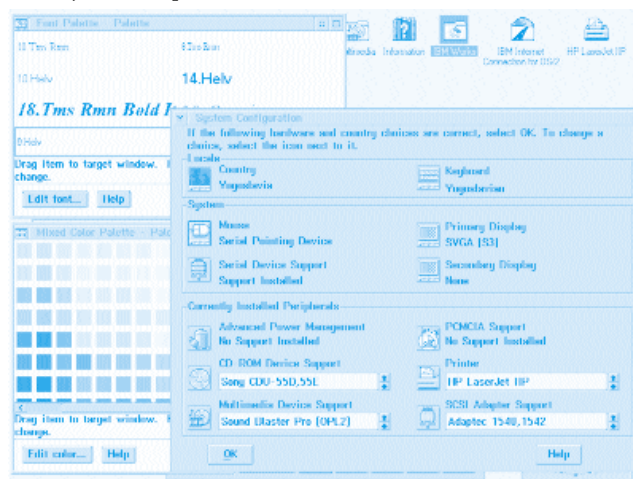 Font Palette - Palette
10.Tms Rmn
8.Tms Rmn
10.Helv
14.Helv
18.Tms Rmn Bold
9.Helv
Drag item to target window.
change.
Edit font...
Help
Mixed Color Palette - Pale
Drag item to target window.
change.
Edit color...
Help
Information
IBM Works
IBM Internet
Connection for OS/2
HP LaserJet IIP
System Configuration
If the following hardware and country choices are correct, select OK. To change a
choice, select the icon next to it.
Locale
Country
Yugoslavia
Keyboard
Yugoslavian
System
Mouse
Serial Pointing Device
Primary Display
SVGA (S3)
Serial Device Support
Support Installed
Secondary Display
None
Currently Installed Peripherals
Advanced Power Management
No Support Installed
PCMCIA Support
No Support Installed
CD-ROM Device Support
Sony CDU-55D,55E
Printer
HP LaserJet IIP
Multimedia Device Support
Sound Blaster Pro (OPL2)
SCSI Adapter Support
Adaptec 1540,1542
OK
Help